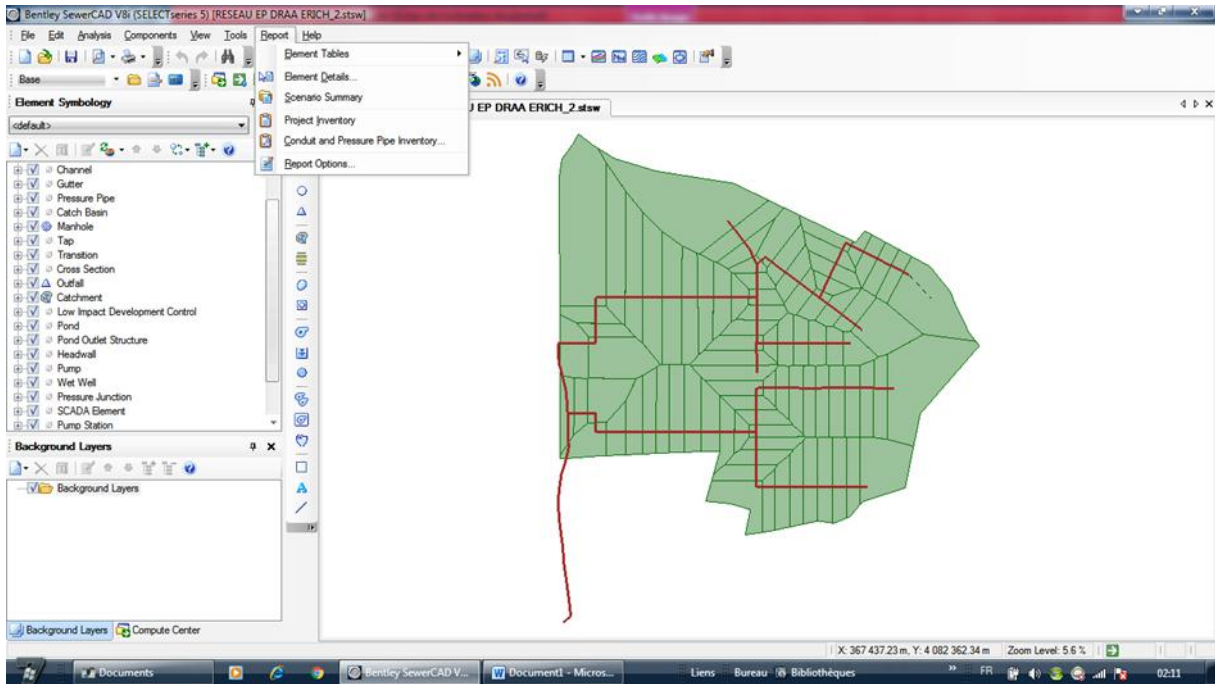 Bentley SewerCAD V8i (SELECTseries 5) [RESEAU EP DRAA ERICH_2.stsw]
File Edit Analysis Components View Tools Report Help
Element Tables
Element Details...
Scenario Summary
Project Inventory
Conduit and Pressure Pipe Inventory...
Report Options...
Base
Element Symbology
<default>
Channel
Gutter
Pressure Pipe
Catch Basin
Manhole
Tap
Transition
Cross Section
Outfall
Catchment
Low Impact Development Control
Pond
Pond Outlet Structure
Headwall
Pump
Wet Well
Pressure Junction
SCADA Element
Pump Station
Background Layers
Background Layers
Background Layers Compute Center
U EP DRAA ERICH_2.stsw
X: 367 437.23 m, Y: 4 082 362.34 m Zoom Level: 5.6 %
Documents Bentley SewerCAD V... Document1 - Micros... Liens Bureau Bibliothèques FR 02:11